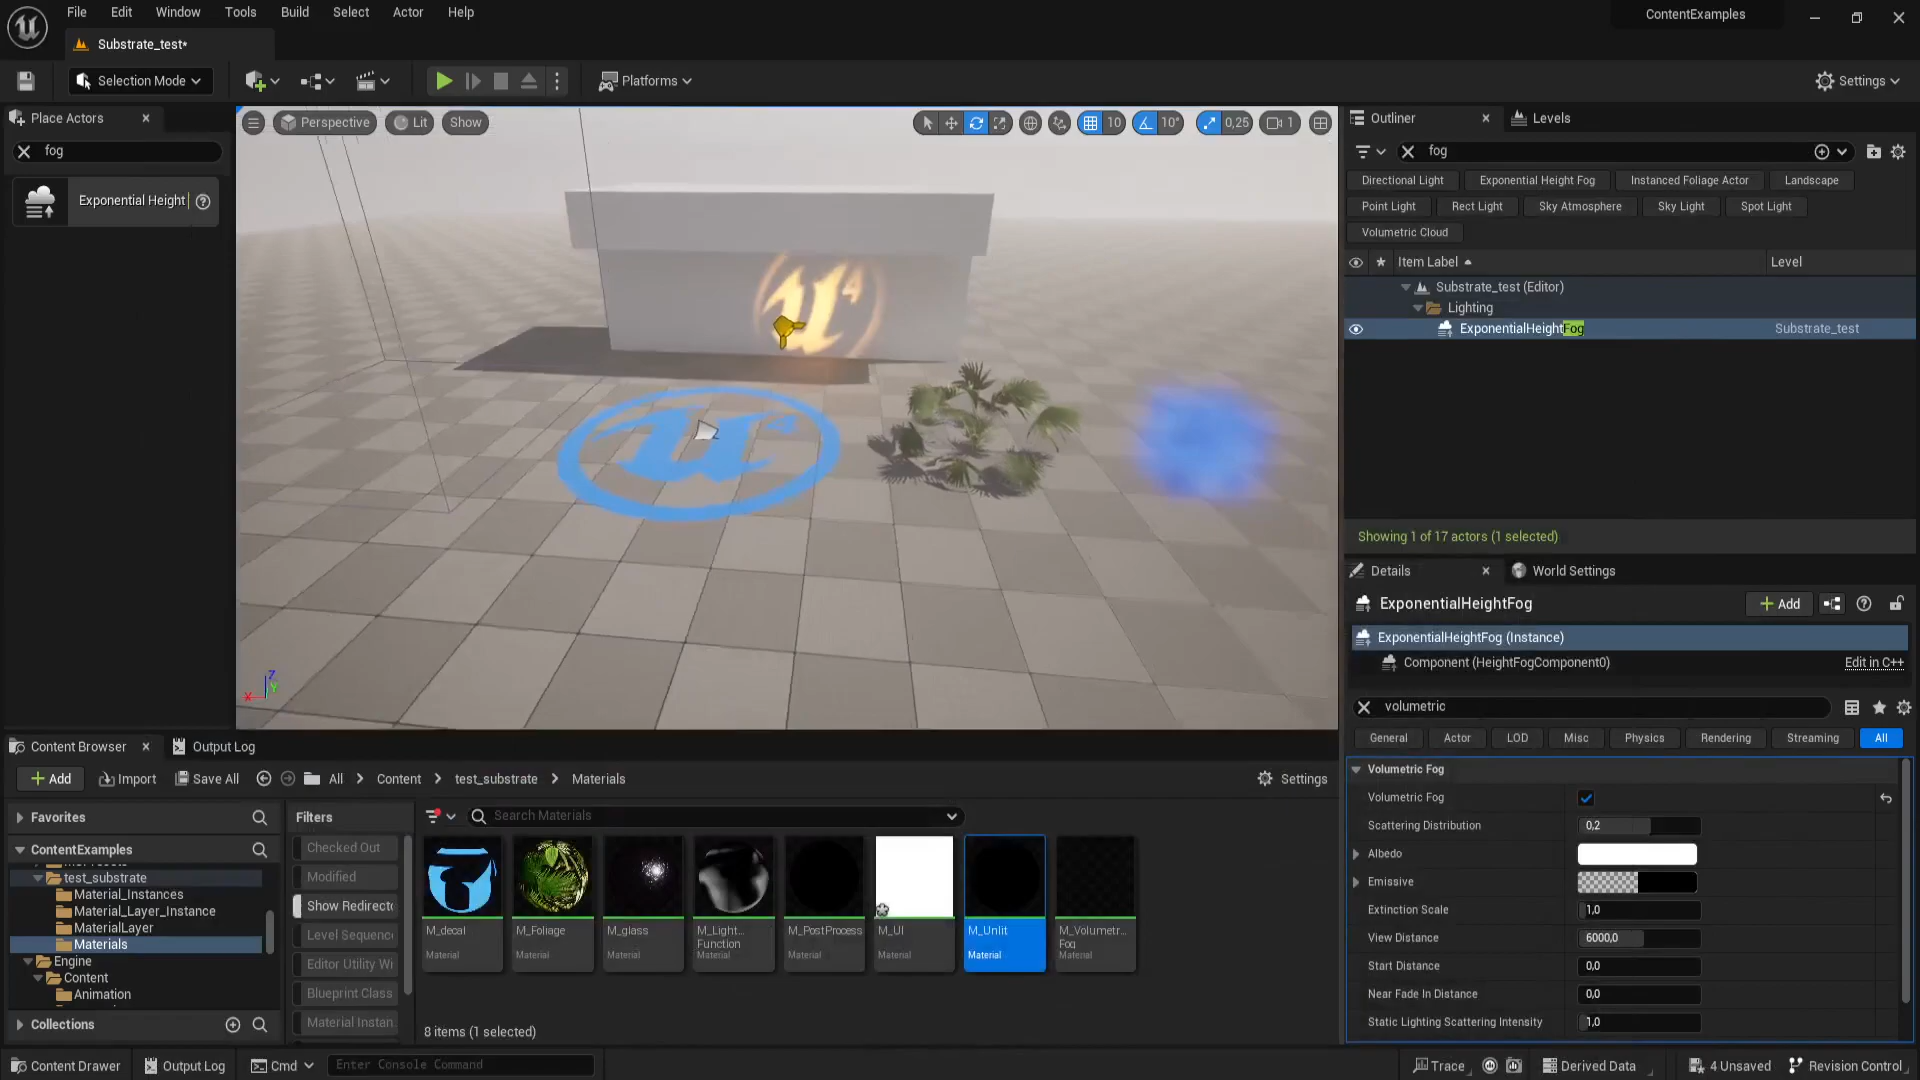 File Edit Window Tools Build Select Actor Help
ContentExamples
Substrate_test*
Selection Mode
Platforms
Settings
Place Actors
fog
Exponential Height
Perspective Lit Show
10 10° 0,25 1
Outliner Levels
fog
Directional Light Exponential Height Fog Instanced Foliage Actor Landscape
Point Light Rect Light Sky Atmosphere Sky Light Spot Light
Volumetric Cloud
Item Label Level
Substrate_test (Editor)
Lighting
ExponentialHeightFog Substrate_test
Showing 1 of 17 actors (1 selected)
Details World Settings
ExponentialHeightFog
Add
ExponentialHeightFog (Instance)
Component (HeightFogComponent0) Edit in C++
volumetric
General Actor LOD Misc Physics Rendering Streaming All
Volumetric Fog
Volumetric Fog
Scattering Distribution 0,2
Albedo
Emissive
Extinction Scale 1,0
View Distance 6000,0
Start Distance 0,0
Near Fade In Distance 0,0
Static Lighting Scattering Intensity 1,0
Content Browser Output Log
Add Import Save All All Content test_substrate Materials
Settings
Favorites
ContentExamples
test_substrate
Material_Instances
Material_Layer_Instance
MaterialLayer
Materials
Engine
Content
Animation
Collections
Filters
Checked Out
Modified
Show Redirect
Level Sequenc
Editor Utility Wi
Blueprint Class
Material Instan
Search Materials
M_decal
Material
M_Foliage
Material
M_glass
Material
M_Light...
Function
Material
M_PostProcess
Material
M_UI
Material
M_Unlit
Material
M_Volumetr...
Fog
Material
8 items (1 selected)
Content Drawer Output Log Cmd Enter Console Command
Trace Derived Data 4 Unsaved Revision Control